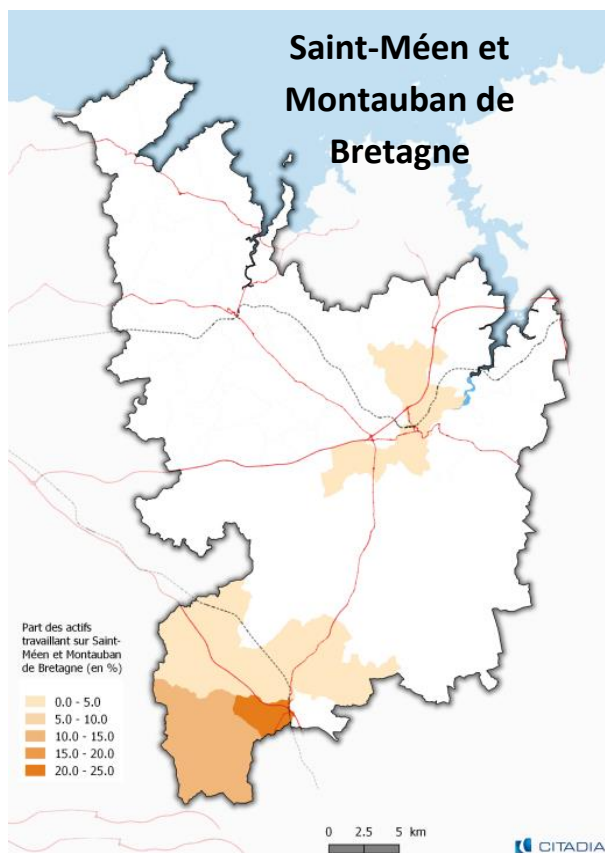 Saint-Méen et
Montauban de
Bretagne
Part des actifs
travaillant sur Saint-
Méen et Montauban
de Bretagne (en %)
0.0 - 5.0
5.0 - 10.0
10.0 - 15.0
15.0 - 20.0
20.0 - 25.0
0 2.5 5 km
CITADIA